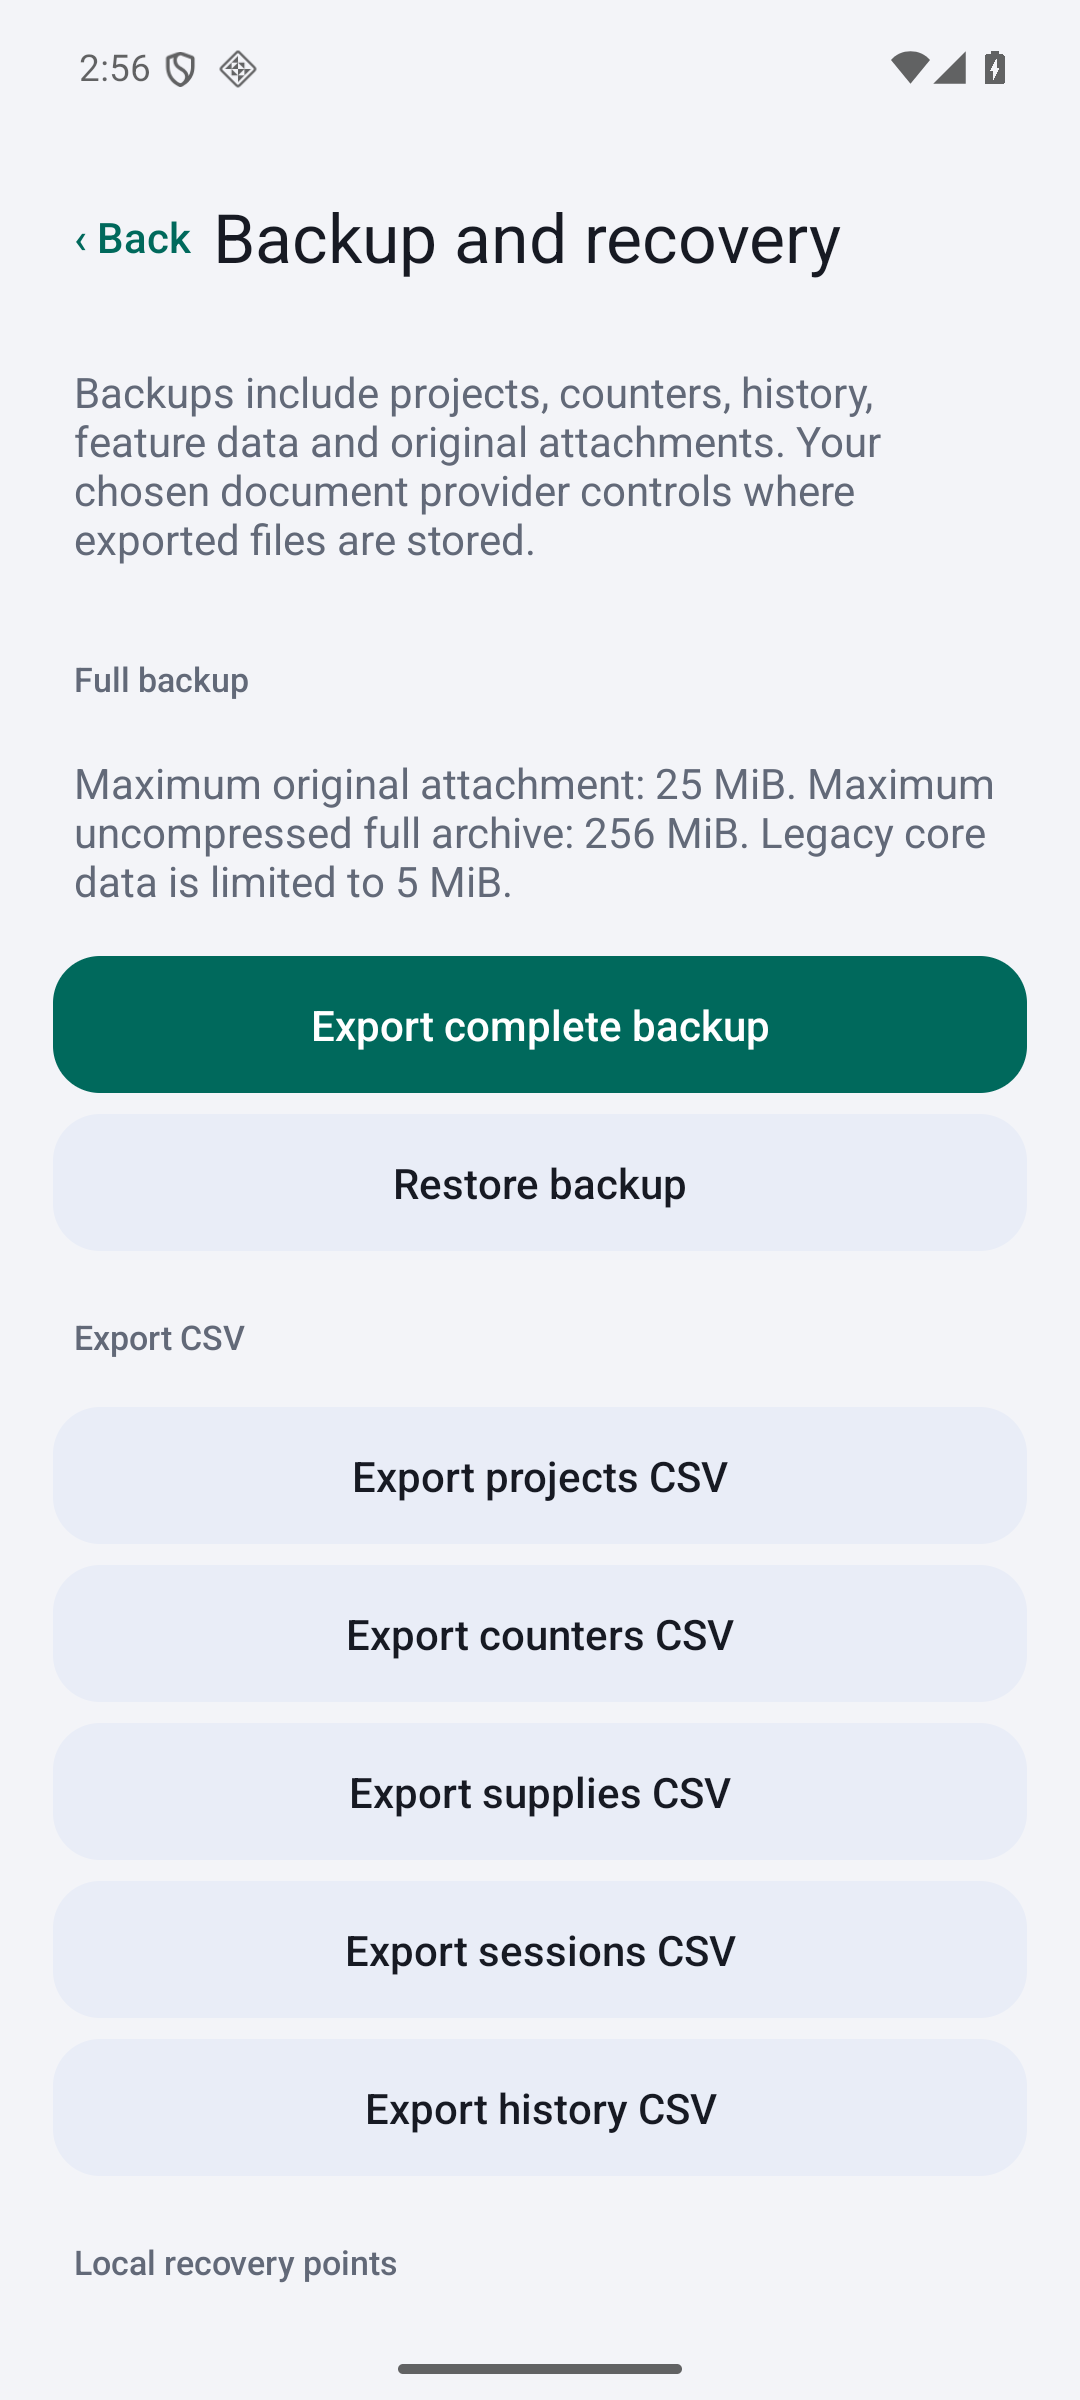 2:56
‹ Back Backup and recovery
Backups include projects, counters, history,
feature data and original attachments. Your
chosen document provider controls where
exported files are stored.
Full backup
Maximum original attachment: 25 MiB. Maximum
uncompressed full archive: 256 MiB. Legacy core
data is limited to 5 MiB.
Export complete backup
Restore backup
Export CSV
Export projects CSV
Export counters CSV
Export supplies CSV
Export sessions CSV
Export history CSV
Local recovery points